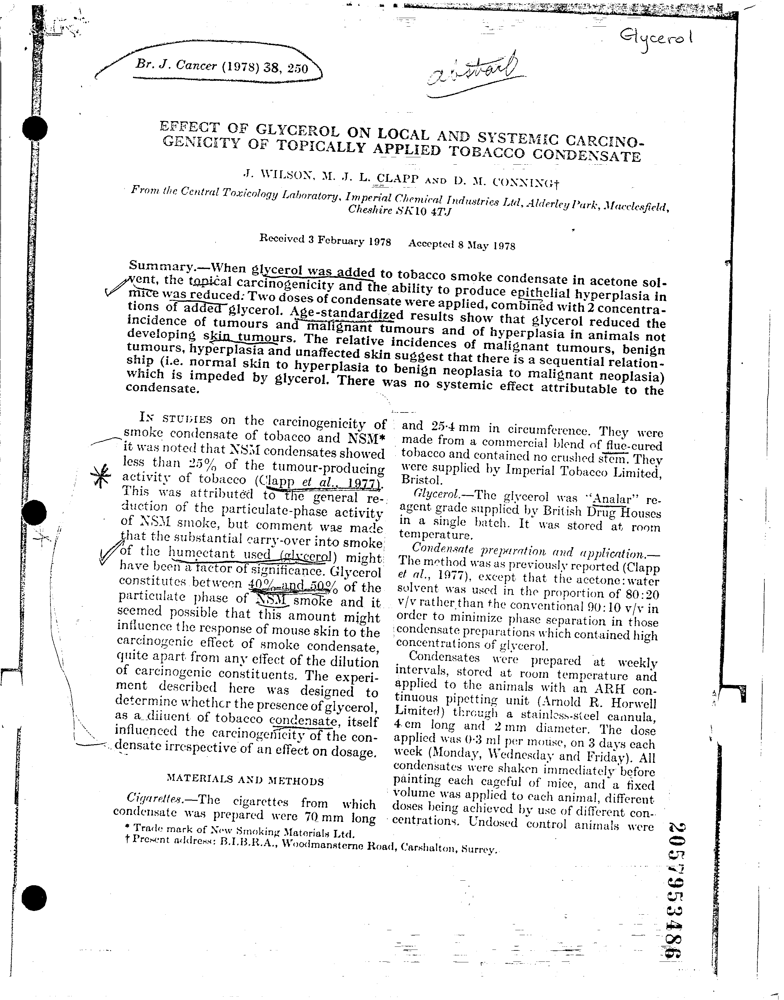 Glycerol
Br. J. Cancer (1978) 38, 250
abstract
EFFECT OF GLYCEROL ON LOCAL AND SYSTEMIC CARCINO-
GENICITY OF TOPICALLY APPLIED TOBACCO CONDENSATE
J. WILSON, M. J. L. CLAPP AND D. M. CONNING†
From the Central Toxicology Laboratory, Imperial Chemical Industries Ltd, Alderley Park, Macclesfield,
Cheshire SK10 4TJ
Received 3 February 1978 Accepted 8 May 1978
Summary.—When glycerol was added to tobacco smoke condensate in acetone sol-
vent, the topical carcinogenicity and the ability to produce epithelial hyperplasia in
mice was reduced. Two doses of condensate were applied, combined with 2 concentra-
tions of added glycerol. Age-standardized results show that glycerol reduced the
incidence of tumours and malignant tumours and of hyperplasia in animals not
developing skin tumours. The relative incidences of malignant tumours, benign
tumours, hyperplasia and unaffected skin suggest that there is a sequential relation-
ship (i.e. normal skin to hyperplasia to benign neoplasia to malignant neoplasia)
which is impeded by glycerol. There was no systemic effect attributable to the
condensate.
IN STUDIES on the carcinogenicity of
smoke condensate of tobacco and NSM*
it was noted that NSM condensates showed
less than 25% of the tumour-producing
activity of tobacco (Clapp et al., 1977).
This was attributed to the general re-
duction of the particulate-phase activity
of NSM smoke, but comment was made
that the substantial carry-over into smoke
of the humectant used (glycerol) might
have been a factor of significance. Glycerol
constitutes between 40% and 50% of the
particulate phase of NSM smoke and it
seemed possible that this amount might
influence the response of mouse skin to the
carcinogenic effect of smoke condensate,
quite apart from any effect of the dilution
of carcinogenic constituents. The experi-
ment described here was designed to
determine whether the presence of glycerol,
as a diluent of tobacco condensate, itself
influenced the carcinogenicity of the con-
densate irrespective of an effect on dosage.
MATERIALS AND METHODS
Cigarettes.—The cigarettes from which
condensate was prepared were 70 mm long
* Trade mark of New Smoking Materials Ltd.
† Present address: B.I.B.R.A., Woodmansterne Road, Carshalton, Surrey.
and 25·4 mm in circumference. They were
made from a commercial blend of flue-cured
tobacco and contained no crushed stem. They
were supplied by Imperial Tobacco Limited,
Bristol.
Glycerol.—The glycerol was "Analar" re-
agent grade supplied by British Drug Houses
in a single batch. It was stored at room
temperature.
Condensate preparation and application.—
The method was as previously reported (Clapp
et al., 1977), except that the acetone:water
solvent was used in the proportion of 80:20
v/v rather than the conventional 90:10 v/v in
order to minimize phase separation in those
condensate preparations which contained high
concentrations of glycerol.
Condensates were prepared at weekly
intervals, stored at room temperature and
applied to the animals with an ARH con-
tinuous pipetting unit (Arnold R. Horwell
Limited) through a stainless-steel cannula,
4 cm long and 2 mm diameter. The dose
applied was 0·3 ml per mouse, on 3 days each
week (Monday, Wednesday and Friday). All
condensates were shaken immediately before
painting each cageful of mice, and a fixed
volume was applied to each animal, different
doses being achieved by use of different con-
centrations. Undosed control animals were
2057953486